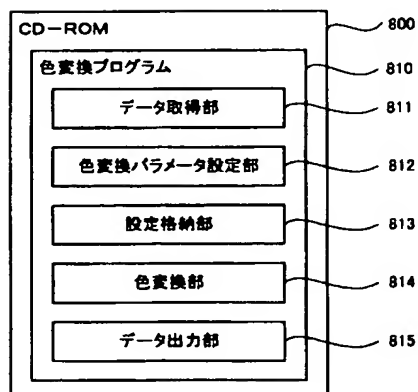 CD-ROM 800
色変換プログラム 810
データ取得部 811
色変換パラメータ設定部 812
設定格納部 813
色変換部 814
データ出力部 815